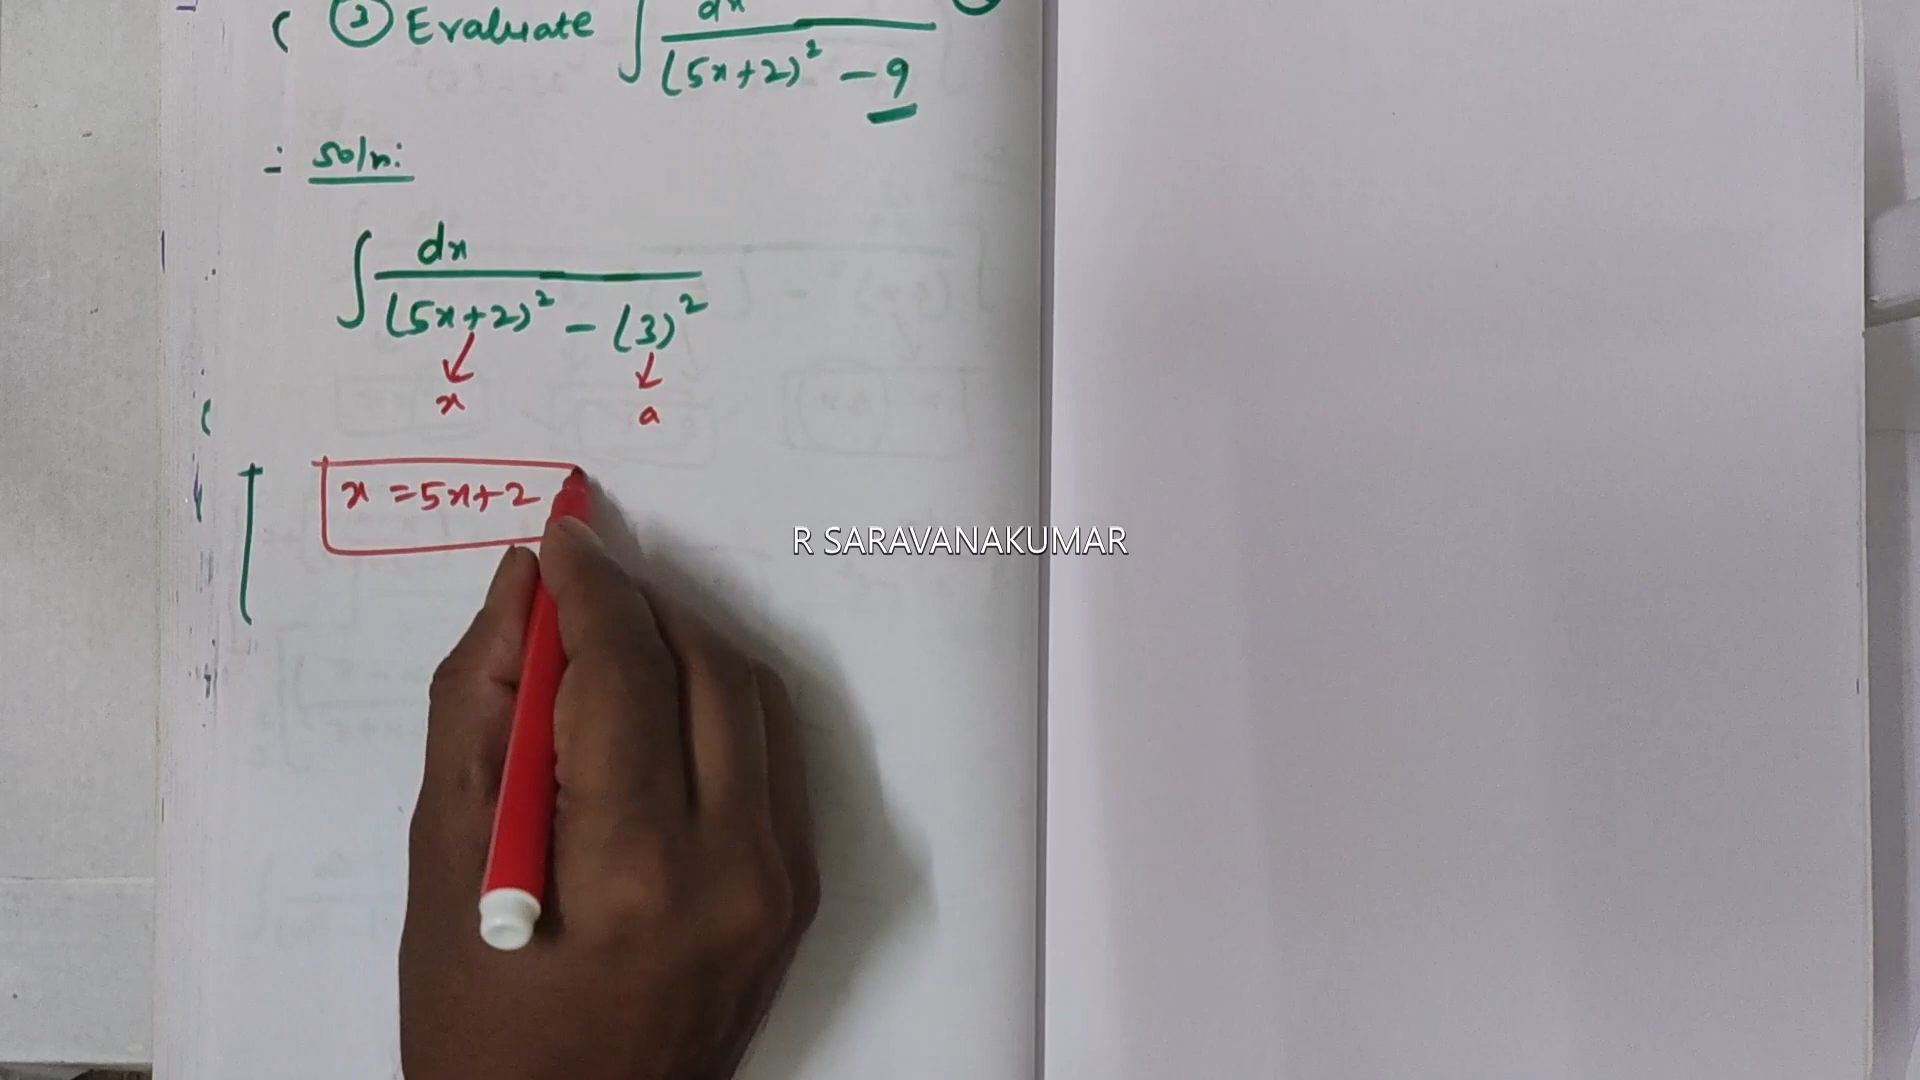 ( ② Evaluate ∫ dx
(5x+2)² – 9
Soln:
∫ dx
(5x+2)² – (3)²
x a
x = 5x+2
R SARAVANAKUMAR